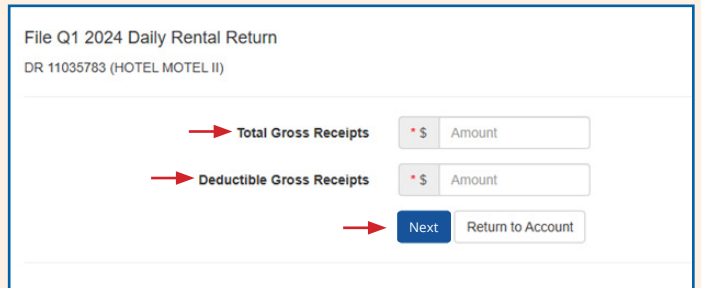 File Q1 2024 Daily Rental Return
DR 11035783 (HOTEL MOTEL II)
Total Gross Receipts * $ Amount
Deductible Gross Receipts * $ Amount
Next Return to Account